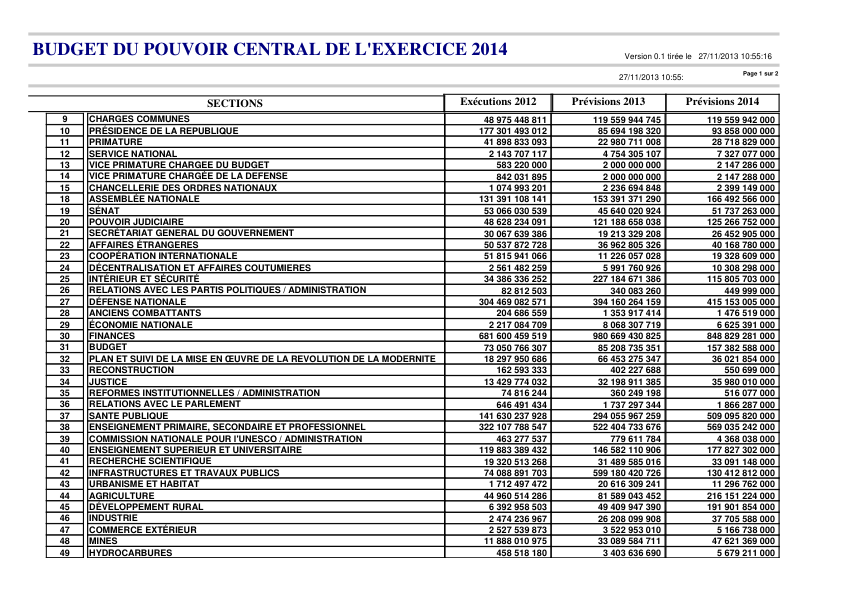 BUDGET DU POUVOIR CENTRAL DE L'EXERCICE 2014
Version 0.1 tirée le 27/11/2013 10:55:16
27/11/2013 10:55:
Page 1 sur 2
SECTIONS Exécutions 2012 Prévisions 2013 Prévisions 2014
9 CHARGES COMMUNES 48 975 448 811 119 559 944 745 119 559 942 000
10 PRÉSIDENCE DE LA REPUBLIQUE 177 301 493 012 85 694 198 320 93 858 000 000
11 PRIMATURE 41 898 833 093 22 980 711 008 28 718 829 000
12 SERVICE NATIONAL 2 143 707 117 4 754 305 107 7 327 077 000
13 VICE PRIMATURE CHARGEE DU BUDGET 583 220 000 2 000 000 000 2 147 286 000
14 VICE PRIMATURE CHARGÉE DE LA DEFENSE 842 031 895 2 000 000 000 2 147 288 000
15 CHANCELLERIE DES ORDRES NATIONAUX 1 074 993 201 2 236 694 848 2 399 149 000
18 ASSEMBLÉE NATIONALE 131 391 108 141 153 391 371 290 166 492 566 000
19 SÉNAT 53 066 030 539 45 640 020 924 51 737 263 000
20 POUVOIR JUDICIAIRE 48 628 234 091 121 188 658 038 125 266 752 000
21 SECRÉTARIAT GENERAL DU GOUVERNEMENT 30 067 639 386 19 213 329 208 26 452 905 000
22 AFFAIRES ÉTRANGERES 50 537 872 728 36 962 805 326 40 168 780 000
23 COOPÉRATION INTERNATIONALE 51 815 941 066 11 226 057 028 19 328 609 000
24 DÉCENTRALISATION ET AFFAIRES COUTUMIERES 2 561 482 259 5 991 760 926 10 308 298 000
25 INTÉRIEUR ET SÉCURITÉ 34 386 336 252 227 184 671 386 115 805 703 000
26 RELATIONS AVEC LES PARTIS POLITIQUES / ADMINISTRATION 82 812 503 340 083 260 449 999 000
27 DÉFENSE NATIONALE 304 469 082 571 394 160 264 159 415 153 005 000
28 ANCIENS COMBATTANTS 204 686 559 1 353 917 414 1 476 519 000
29 ÉCONOMIE NATIONALE 2 217 084 709 8 068 307 719 6 625 391 000
30 FINANCES 681 600 459 519 980 669 430 825 848 829 281 000
31 BUDGET 73 050 766 307 85 208 735 351 157 382 588 000
32 PLAN ET SUIVI DE LA MISE EN ŒUVRE DE LA REVOLUTION DE LA MODERNITE 18 297 950 686 66 453 275 347 36 021 854 000
33 RECONSTRUCTION 162 593 333 402 227 688 550 699 000
34 JUSTICE 13 429 774 032 32 198 911 385 35 980 010 000
35 REFORMES INSTITUTIONNELLES / ADMINISTRATION 74 816 244 360 249 198 516 077 000
36 RELATIONS AVEC LE PARLEMENT 646 491 434 1 737 297 344 1 866 287 000
37 SANTE PUBLIQUE 141 630 237 928 294 055 967 259 509 095 820 000
38 ENSEIGNEMENT PRIMAIRE, SECONDAIRE ET PROFESSIONNEL 322 107 788 547 522 404 733 676 569 035 242 000
39 COMMISSION NATIONALE POUR l'UNESCO / ADMINISTRATION 463 277 537 779 611 784 4 368 038 000
40 ENSEIGNEMENT SUPERIEUR ET UNIVERSITAIRE 119 883 389 432 146 582 110 906 177 827 302 000
41 RECHERCHE SCIENTIFIQUE 19 320 513 268 31 489 585 016 33 091 148 000
42 INFRASTRUCTURES ET TRAVAUX PUBLICS 74 088 891 703 599 180 420 726 130 412 812 000
43 URBANISME ET HABITAT 1 712 497 472 20 616 309 241 11 296 762 000
44 AGRICULTURE 44 960 514 286 81 589 043 452 216 151 224 000
45 DÉVELOPPEMENT RURAL 6 392 958 503 49 409 947 390 191 901 854 000
46 INDUSTRIE 2 474 236 967 26 208 099 908 37 705 588 000
47 COMMERCE EXTÉRIEUR 2 527 539 873 3 522 953 010 5 166 738 000
48 MINES 11 888 010 975 33 089 584 711 47 621 369 000
49 HYDROCARBURES 458 518 180 3 403 636 690 5 679 211 000